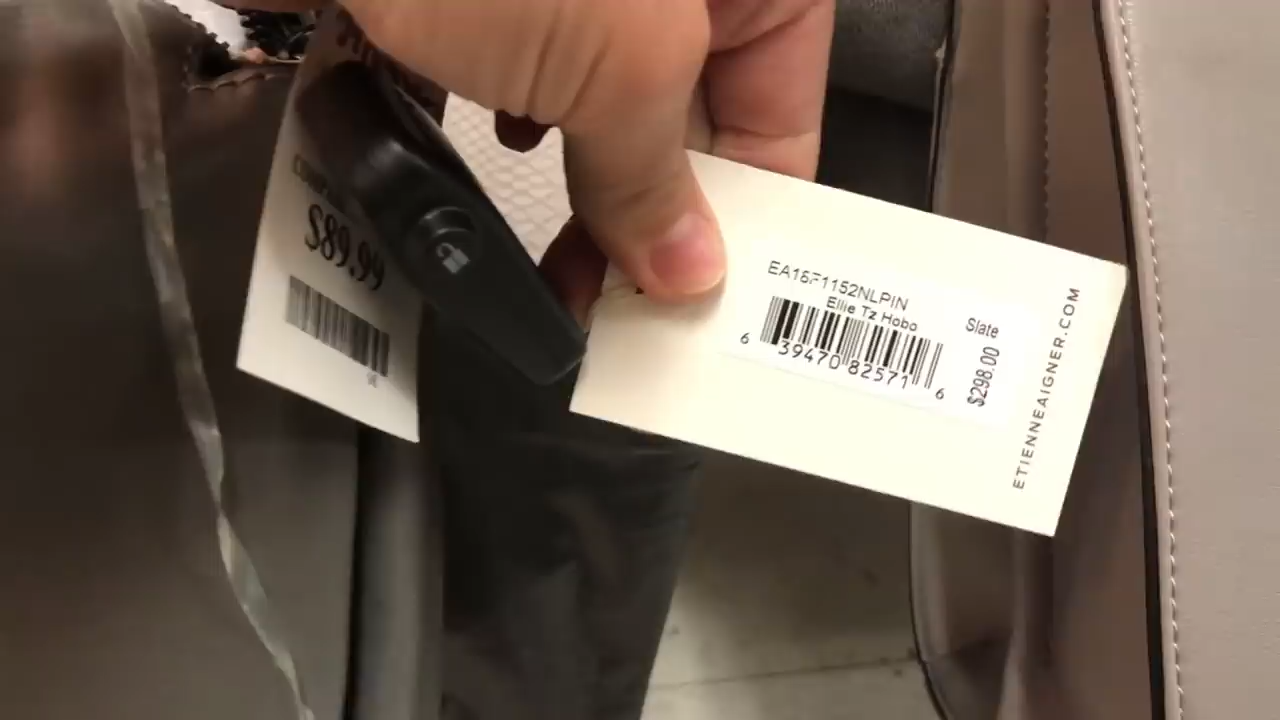 $89.99
EA16F1152NLPIN
Ellie Tz Hobo
6 39470 82571 6
Slate
$298.00
ETIENNEAIGNER.COM